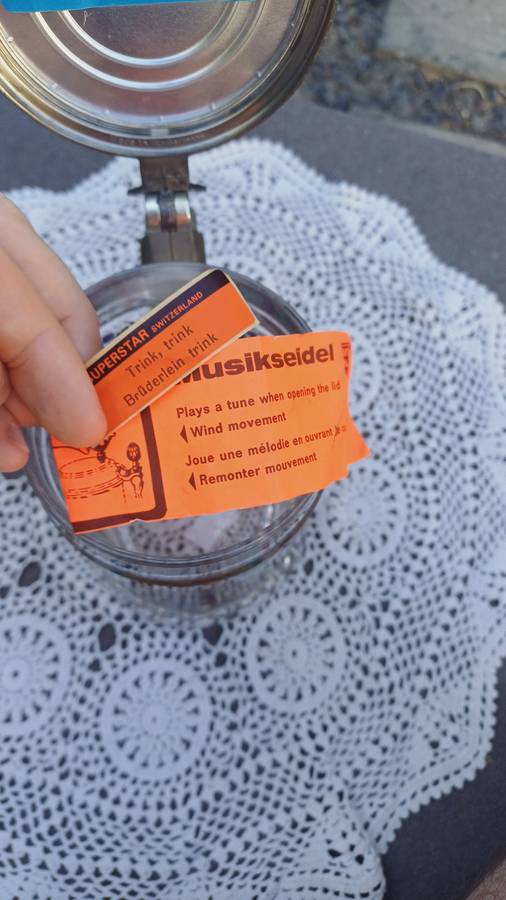 SUPERSTAR SWITZERLAND
Trink, trink
Brüderlein trink
Musikseidel
Plays a tune when opening the lid
Wind movement
Joue une mélodie en ouvrant
Remonter mouvement